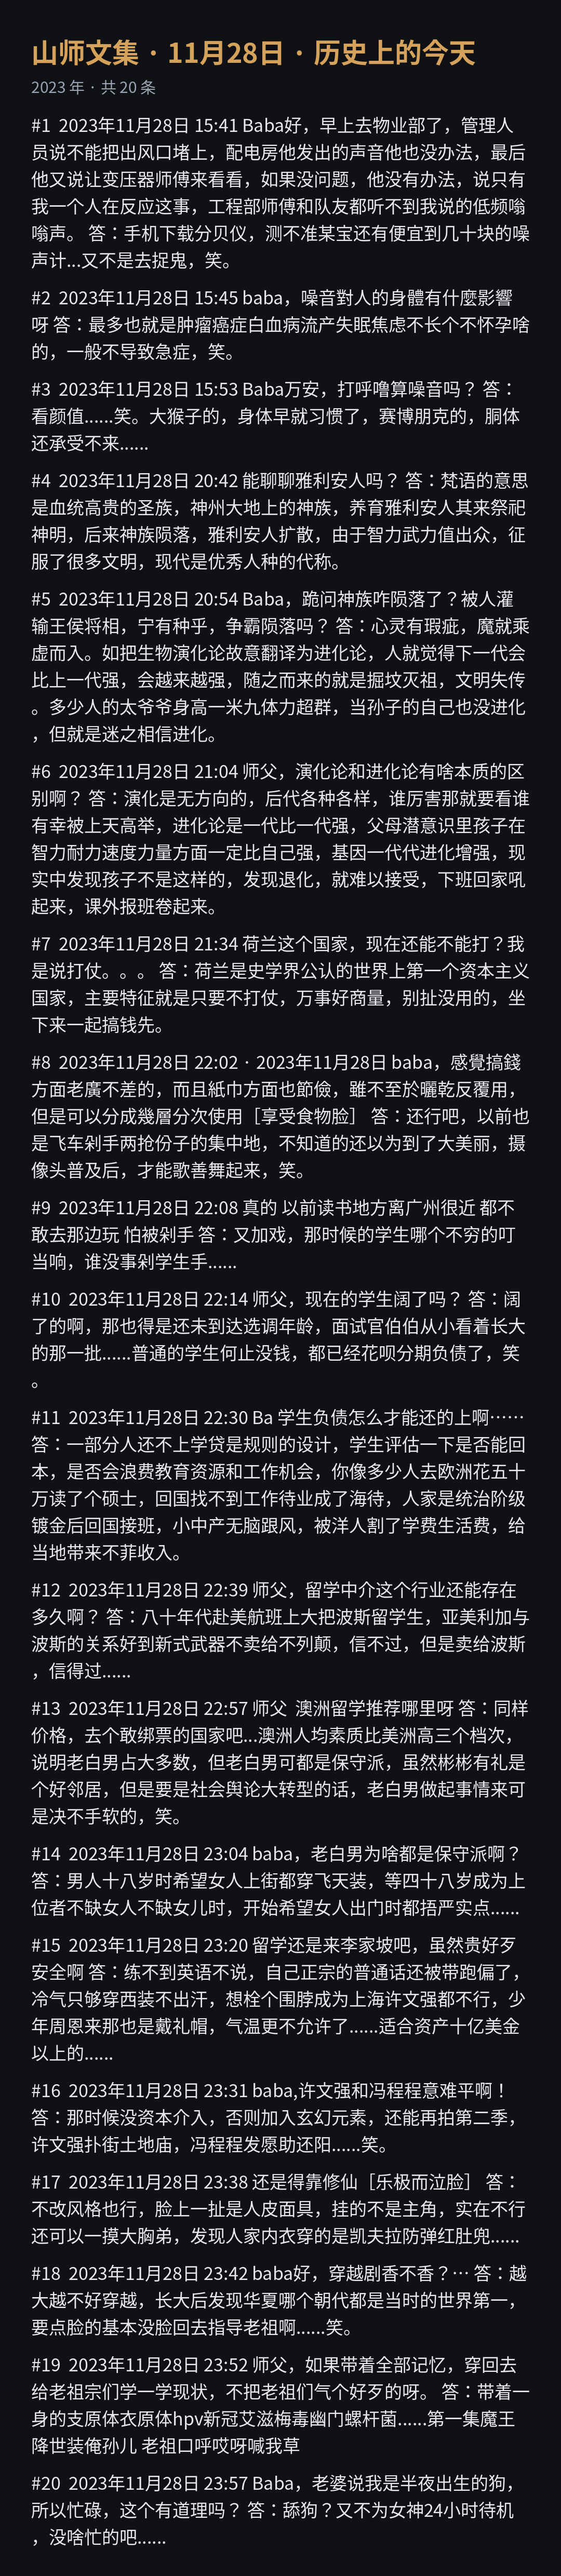 山师文集 · 11月28日 · 历史上的今天
2023 年 · 共 20 条
#1 2023年11月28日 15:41 Baba好，早上去物业部了，管理人
员说不能把出风口堵上，配电房他发出的声音他也没办法，最后
他又说让变压器师傅来看看，如果没问题，他没有办法，说只有
我一个人在反应这事，工程部师傅和队友都听不到我说的低频嗡
嗡声。 答：手机下载分贝仪，测不准某宝还有便宜到几十块的噪
声计...又不是去捉鬼，笑。
#2 2023年11月28日 15:45 baba，噪音對人的身體有什麼影響
呀 答：最多也就是肿瘤癌症白血病流产失眠焦虑不长个不怀孕啥
的，一般不导致急症，笑。
#3 2023年11月28日 15:53 Baba万安，打呼噜算噪音吗？ 答：
看颜值......笑。大猴子的，身体早就习惯了，赛博朋克的，胴体
还承受不来......
#4 2023年11月28日 20:42 能聊聊雅利安人吗？ 答：梵语的意思
是血统高贵的圣族，神州大地上的神族，养育雅利安人其来祭祀
神明，后来神族陨落，雅利安人扩散，由于智力武力值出众，征
服了很多文明，现代是优秀人种的代称。
#5 2023年11月28日 20:54 Baba，跪问神族咋陨落了？被人灌
输王侯将相，宁有种乎，争霸陨落吗？ 答：心灵有瑕疵，魔就乘
虚而入。如把生物演化论故意翻译为进化论，人就觉得下一代会
比上一代强，会越来越强，随之而来的就是掘坟灭祖，文明失传
。多少人的太爷爷身高一米九体力超群，当孙子的自己也没进化
，但就是迷之相信进化。
#6 2023年11月28日 21:04 师父，演化论和进化论有啥本质的区
别啊？ 答：演化是无方向的，后代各种各样，谁厉害那就要看谁
有幸被上天高举，进化论是一代比一代强，父母潜意识里孩子在
智力耐力速度力量方面一定比自己强，基因一代代进化增强，现
实中发现孩子不是这样的，发现退化，就难以接受，下班回家吼
起来，课外报班卷起来。
#7 2023年11月28日 21:34 荷兰这个国家，现在还能不能打？我
是说打仗。。。 答：荷兰是史学界公认的世界上第一个资本主义
国家，主要特征就是只要不打仗，万事好商量，别扯没用的，坐
下来一起搞钱先。
#8 2023年11月28日 22:02 · 2023年11月28日 baba，感覺搞錢
方面老廣不差的，而且紙巾方面也節儉，雖不至於曬乾反覆用，
但是可以分成幾層分次使用［享受食物脸］ 答：还行吧，以前也
是飞车剁手两抢份子的集中地，不知道的还以为到了大美丽，摄
像头普及后，才能歌善舞起来，笑。
#9 2023年11月28日 22:08 真的 以前读书地方离广州很近 都不
敢去那边玩 怕被剁手 答：又加戏，那时候的学生哪个不穷的叮
当响，谁没事剁学生手......
#10 2023年11月28日 22:14 师父，现在的学生阔了吗？ 答：阔
了的啊，那也得是还未到达选调年龄，面试官伯伯从小看着长大
的那一批......普通的学生何止没钱，都已经花呗分期负债了，笑
。
#11 2023年11月28日 22:30 Ba 学生负债怎么才能还的上啊……
答：一部分人还不上学贷是规则的设计，学生评估一下是否能回
本，是否会浪费教育资源和工作机会，你像多少人去欧洲花五十
万读了个硕士，回国找不到工作待业成了海待，人家是统治阶级
镀金后回国接班，小中产无脑跟风，被洋人割了学费生活费，给
当地带来不菲收入。
#12 2023年11月28日 22:39 师父，留学中介这个行业还能存在
多久啊？ 答：八十年代赴美航班上大把波斯留学生，亚美利加与
波斯的关系好到新式武器不卖给不列颠，信不过，但是卖给波斯
，信得过......
#13 2023年11月28日 22:57 师父 澳洲留学推荐哪里呀 答：同样
价格，去个敢绑票的国家吧...澳洲人均素质比美洲高三个档次，
说明老白男占大多数，但老白男可都是保守派，虽然彬彬有礼是
个好邻居，但是要是社会舆论大转型的话，老白男做起事情来可
是决不手软的，笑。
#14 2023年11月28日 23:04 baba，老白男为啥都是保守派啊？
答：男人十八岁时希望女人上街都穿飞天装，等四十八岁成为上
位者不缺女人不缺女儿时，开始希望女人出门时都捂严实点......
#15 2023年11月28日 23:20 留学还是来李家坡吧，虽然贵好歹
安全啊 答：练不到英语不说，自己正宗的普通话还被带跑偏了，
冷气只够穿西装不出汗，想栓个围脖成为上海许文强都不行，少
年周恩来那也是戴礼帽，气温更不允许了......适合资产十亿美金
以上的......
#16 2023年11月28日 23:31 baba,许文强和冯程程意难平啊！
答：那时候没资本介入，否则加入玄幻元素，还能再拍第二季，
许文强扑街土地庙，冯程程发愿助还阳......笑。
#17 2023年11月28日 23:38 还是得靠修仙［乐极而泣脸］ 答：
不改风格也行，脸上一扯是人皮面具，挂的不是主角，实在不行
还可以一摸大胸弟，发现人家内衣穿的是凯夫拉防弹红肚兜......
#18 2023年11月28日 23:42 baba好，穿越剧香不香？… 答：越
大越不好穿越，长大后发现华夏哪个朝代都是当时的世界第一，
要点脸的基本没脸回去指导老祖啊......笑。
#19 2023年11月28日 23:52 师父，如果带着全部记忆，穿回去
给老祖宗们学一学现状，不把老祖们气个好歹的呀。 答：带着一
身的支原体衣原体hpv新冠艾滋梅毒幽门螺杆菌......第一集魔王
降世装俺孙儿 老祖口呼哎呀喊我草
#20 2023年11月28日 23:57 Baba，老婆说我是半夜出生的狗，
所以忙碌，这个有道理吗？ 答：舔狗？又不为女神24小时待机
，没啥忙的吧......